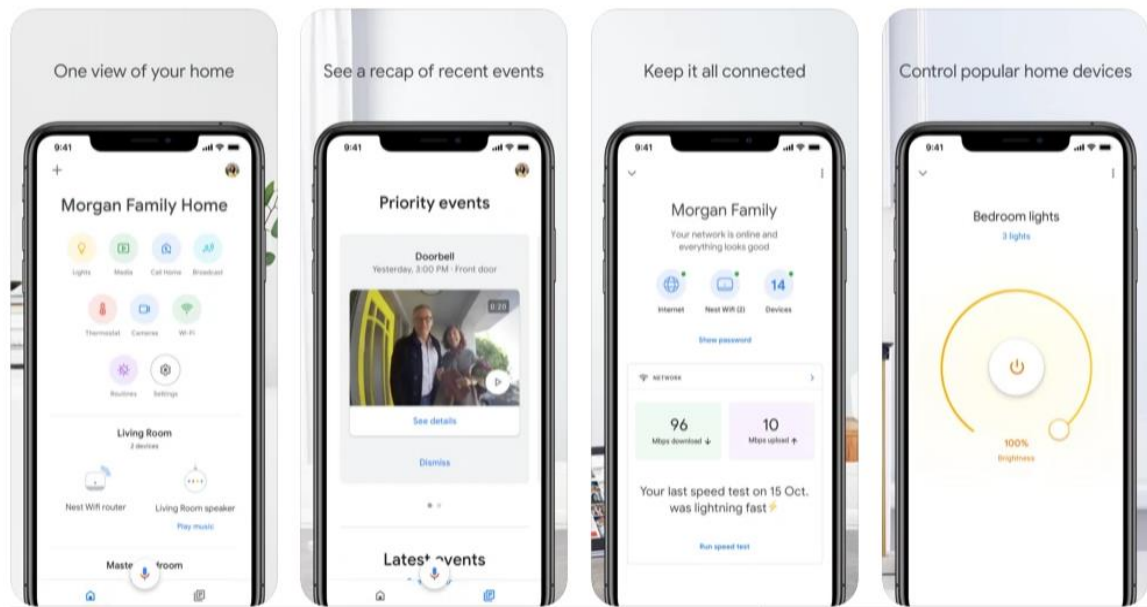 One view of your home
9:41
Morgan Family Home
Lights
Media
Call Home
Broadcast
Thermostat
Cameras
Wi-Fi
Routines
Settings
Living Room
2 devices
Nest Wifi router
Living Room speaker
Play music
See a recap of recent events
9:41
Priority events
Doorbell
Yesterday, 3:00 PM · Front door
0:20
See details
Dismiss
Latest events
Keep it all connected
9:41
Morgan Family
Your network is online and
everything looks good
14
Internet
Nest Wifi (2)
Devices
Show password
NETWORK
96
Mbps download ↓
10
Mbps upload ↑
Your last speed test on 15 Oct.
was lightning fast⚡
Run speed test
Control popular home devices
9:41
Bedroom lights
3 lights
100%
Brightness